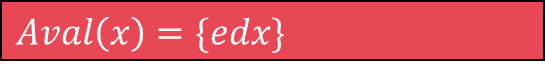 Aval(x) = {edx}